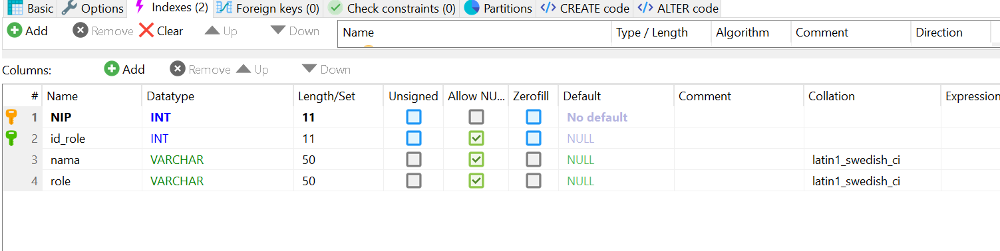 Basic Options Indexes (2) Foreign keys (0) Check constraints (0) Partitions CREATE code ALTER code
Add Remove Clear Up Down Name Type / Length Algorithm Comment Direction
Columns: Add Remove Up Down
# Name Datatype Length/Set Unsigned Allow NU... Zerofill Default Comment Collation Expression
1 NIP INT 11 No default
2 id_role INT 11 NULL
3 nama VARCHAR 50 NULL latin1_swedish_ci
4 role VARCHAR 50 NULL latin1_swedish_ci